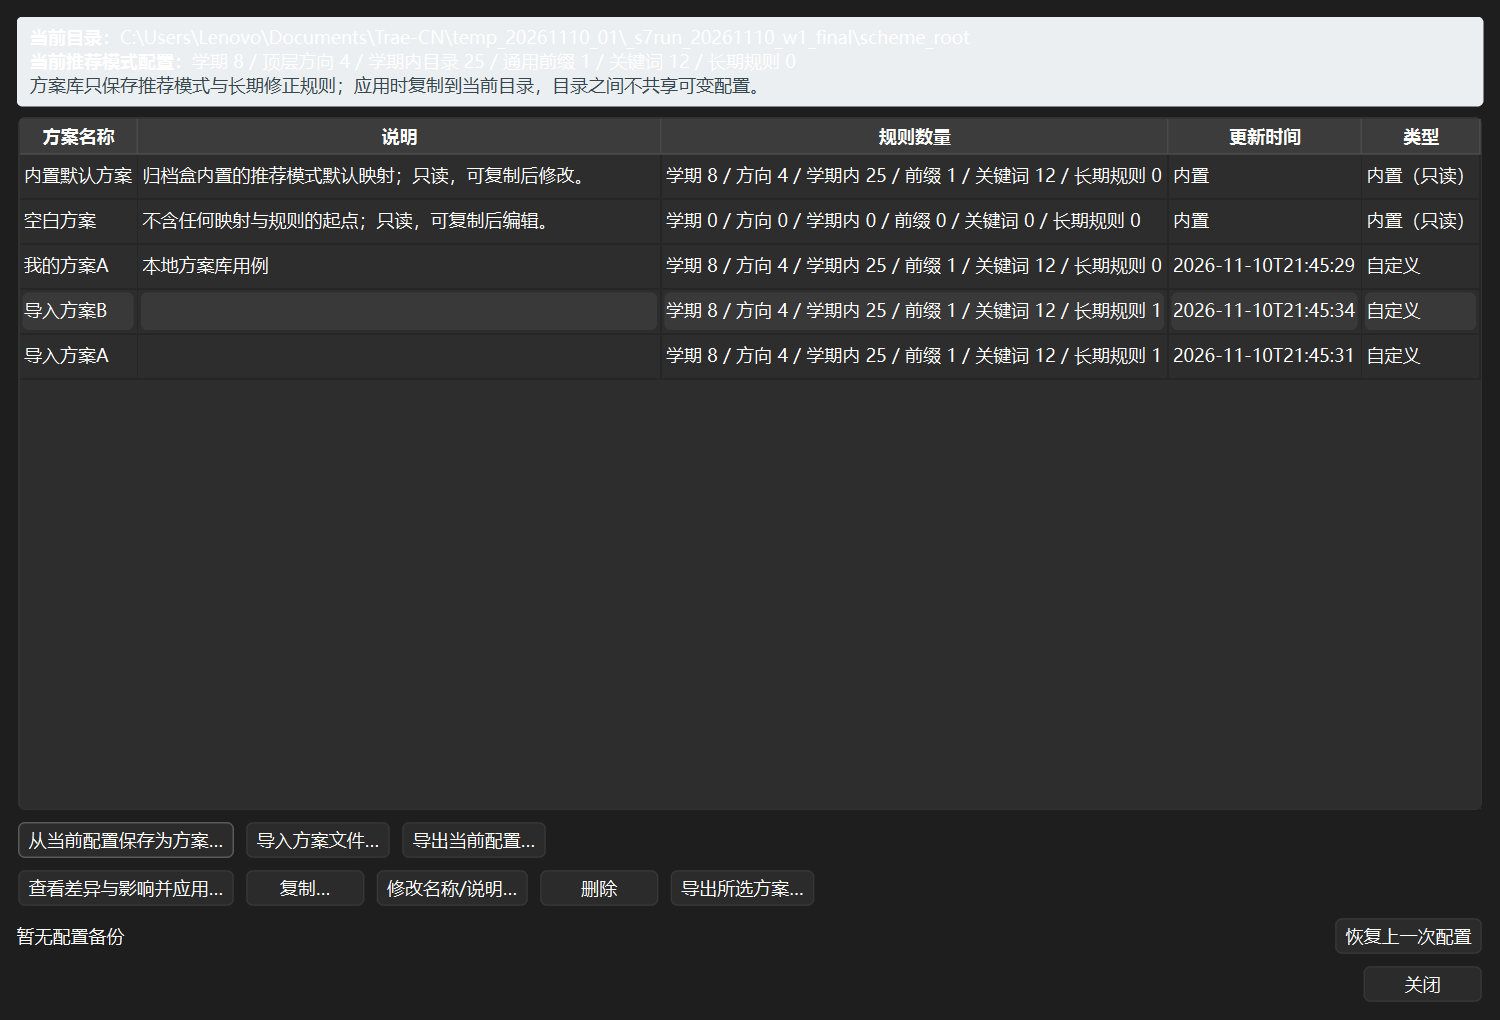 当前目录：C:\Users\Lenovo\Documents\Trae-CN\temp_20261110_01\_s7run_20261110_w1_final\scheme_root
当前推荐模式配置：学期 8 / 顶层方向 4 / 学期内目录 25 / 通用前缀 1 / 关键词 12 / 长期规则 0
方案库只保存推荐模式与长期修正规则；应用时复制到当前目录，目录之间不共享可变配置。
方案名称 说明 规则数量 更新时间 类型
内置默认方案 归档盒内置的推荐模式默认映射；只读，可复制后修改。 学期 8 / 方向 4 / 学期内 25 / 前缀 1 / 关键词 12 / 长期规则 0 内置 内置（只读）
空白方案 不含任何映射与规则的起点；只读，可复制后编辑。 学期 0 / 方向 0 / 学期内 0 / 前缀 0 / 关键词 0 / 长期规则 0 内置 内置（只读）
我的方案A 本地方案库用例 学期 8 / 方向 4 / 学期内 25 / 前缀 1 / 关键词 12 / 长期规则 0 2026-11-10T21:45:29 自定义
导入方案B 学期 8 / 方向 4 / 学期内 25 / 前缀 1 / 关键词 12 / 长期规则 1 2026-11-10T21:45:34 自定义
导入方案A 学期 8 / 方向 4 / 学期内 25 / 前缀 1 / 关键词 12 / 长期规则 1 2026-11-10T21:45:31 自定义
从当前配置保存为方案... 导入方案文件... 导出当前配置...
查看差异与影响并应用... 复制... 修改名称/说明... 删除 导出所选方案...
暂无配置备份 恢复上一次配置
关闭